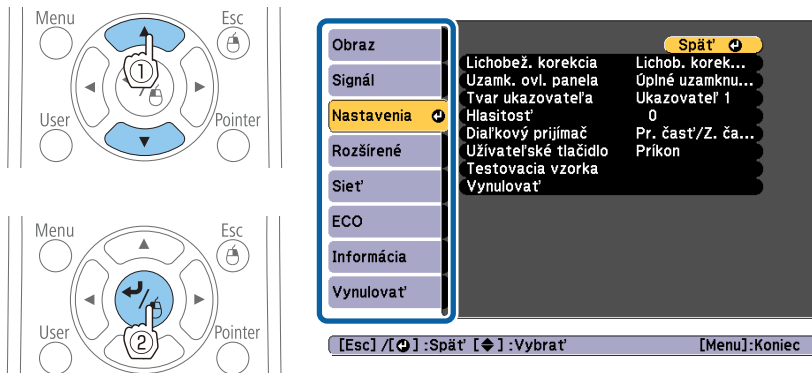 Menu Esc
①
User Pointer
Menu Esc
User Pointer
②
Obraz
Signál
Nastavenia
Rozšírené
Sieť
ECO
Informácia
Vynulovať
Späť
Lichobež. korekcia Lichob. korek...
Uzamk. ovl. panela Úplné uzamknu...
Tvar ukazovateľa Ukazovateľ 1
Hlasitosť 0
Diaľkový prijímač Pr. časť/Z. ča...
Užívateľské tlačidlo Príkon
Testovacia vzorka
Vynulovať
[Esc] /[ ] :Späť [ ] :Vybrať [Menu]:Koniec